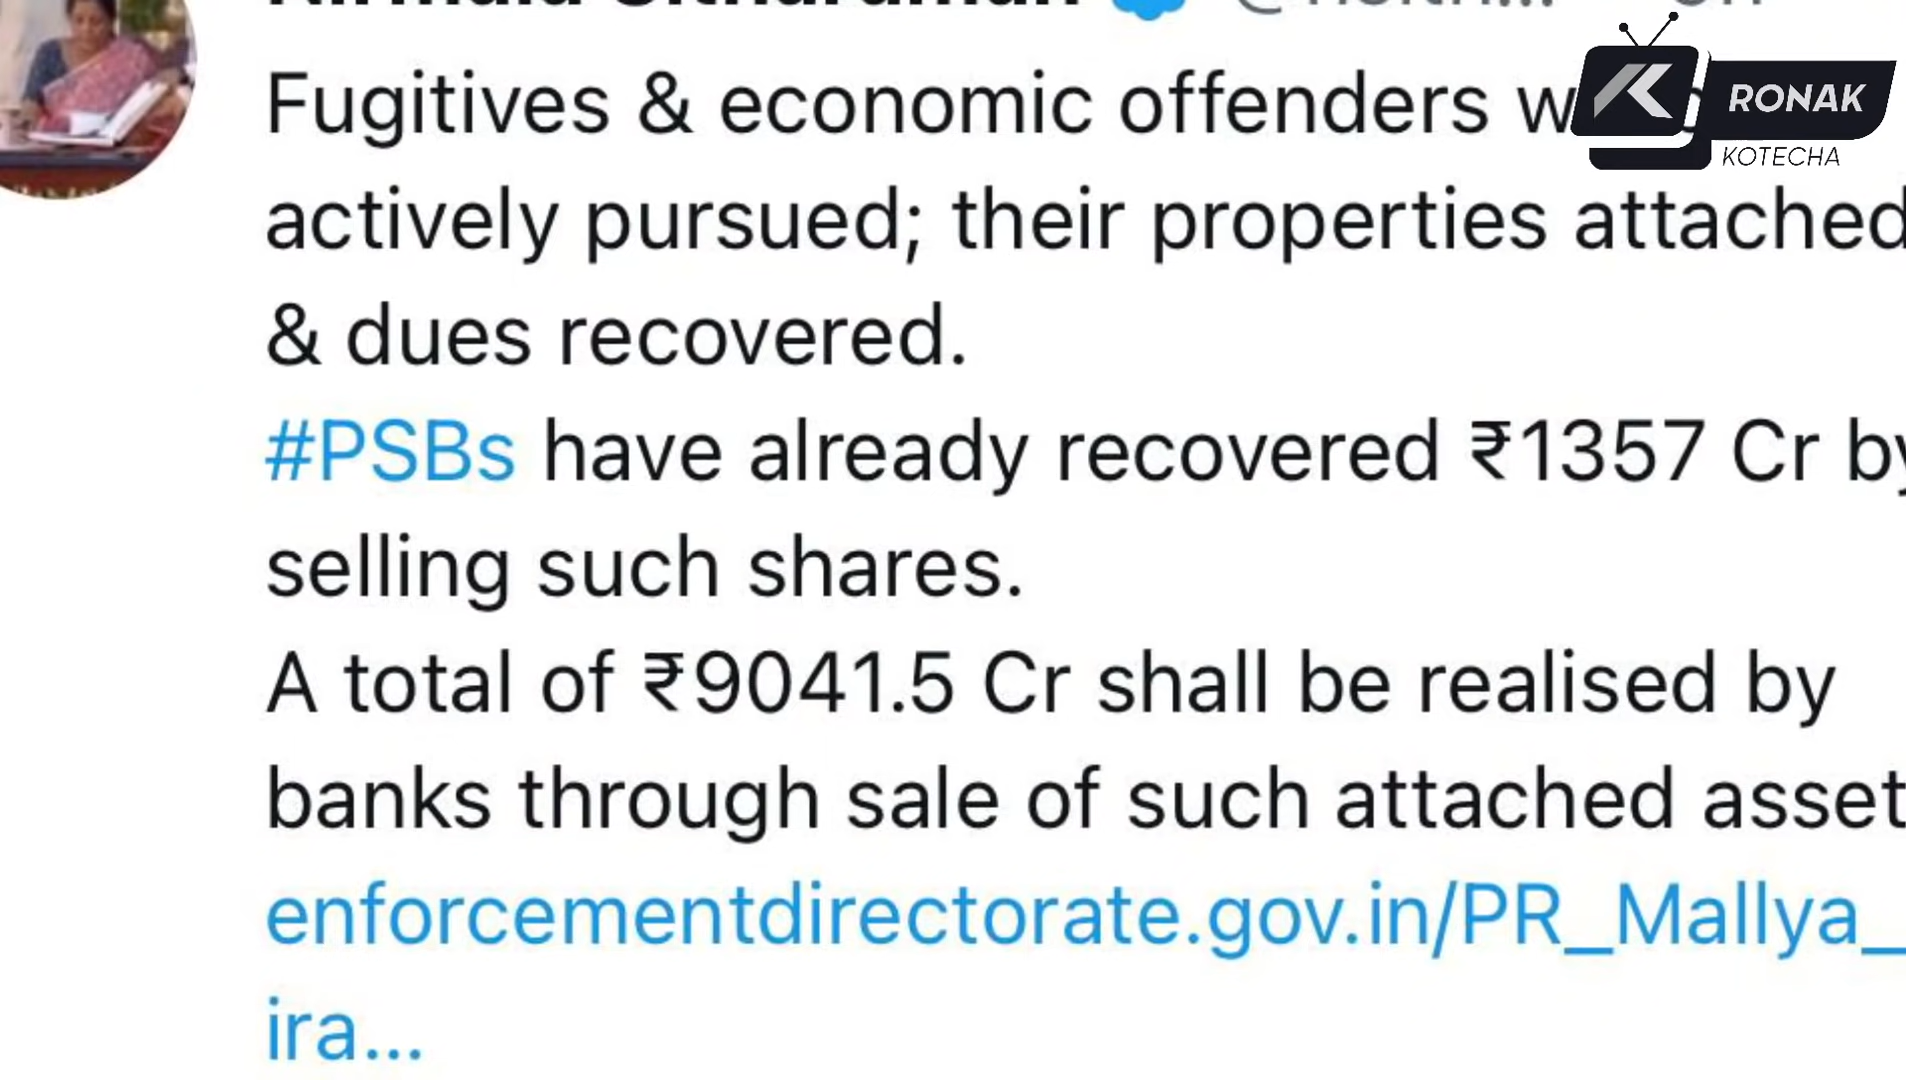 Fugitives & economic offenders
RONAK
KOTECHA
actively pursued; their properties attached
& dues recovered.
#PSBs have already recovered ₹1357 Cr by
selling such shares.
A total of ₹9041.5 Cr shall be realised by
banks through sale of such attached asset
enforcementdirectorate.gov.in/PR_Mallya_
ira...